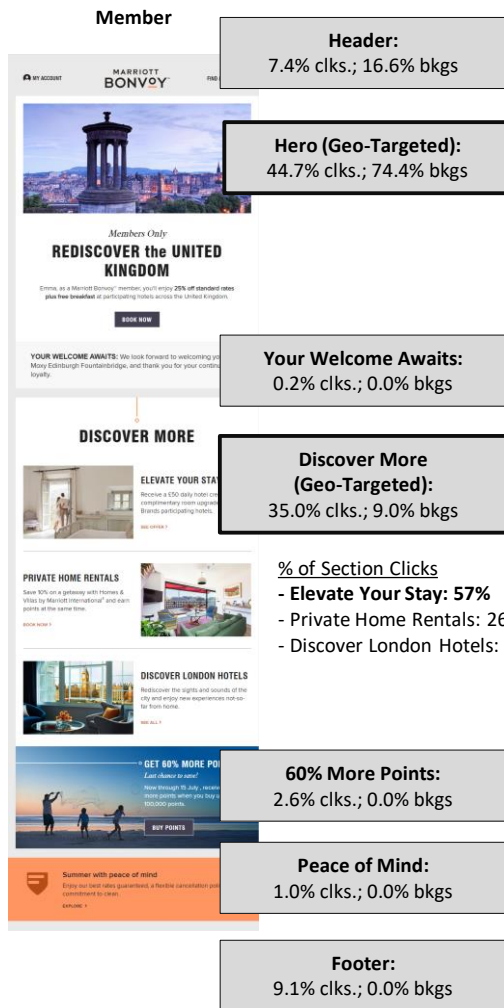 Member
Header:
7.4% clks.; 16.6% bkgs
MY ACCOUNT
MARRIOTT
BONVOY
FIND
Hero (Geo-Targeted):
44.7% clks.; 74.4% bkgs
Members Only
REDISCOVER the UNITED
KINGDOM
Emma, as a Marriott Bonvoy™ member, you'll enjoy 25% off standard rates
plus free breakfast at participating hotels across the United Kingdom.
BOOK NOW
YOUR WELCOME AWAITS: We look forward to welcoming
Moxy Edinburgh Fountainbridge, and thank you for your
loyalty.
Your Welcome Awaits:
0.2% clks.; 0.0% bkgs
DISCOVER MORE
Discover More
(Geo-Targeted):
35.0% clks.; 9.0% bkgs
ELEVATE YOUR
Receive a £50 daily hotel
complimentary room
Brands participating hotels.
SEE OFFER >
% of Section Clicks
- Elevate Your Stay: 57%
- Private Home Rentals: 26
- Discover London Hotels:
PRIVATE HOME RENTALS
Save 10% on a getaway with Homes &
Villas by Marriott International® and earn
points at the same time.
BOOK NOW >
DISCOVER LONDON HOTELS
Rediscover the sights and sounds of the
city and enjoy new experiences not-so-
far from home.
SEE ALL >
GET 60% MORE
Last chance to save!
Now through 15 July, receive
more points when you buy
100,000 points.
BUY POINTS
60% More Points:
2.6% clks.; 0.0% bkgs
Summer with peace of mind
Enjoy our best rates guaranteed, a flexible cancellation
commitment to clean.
EXPLORE >
Peace of Mind:
1.0% clks.; 0.0% bkgs
Footer:
9.1% clks.; 0.0% bkgs